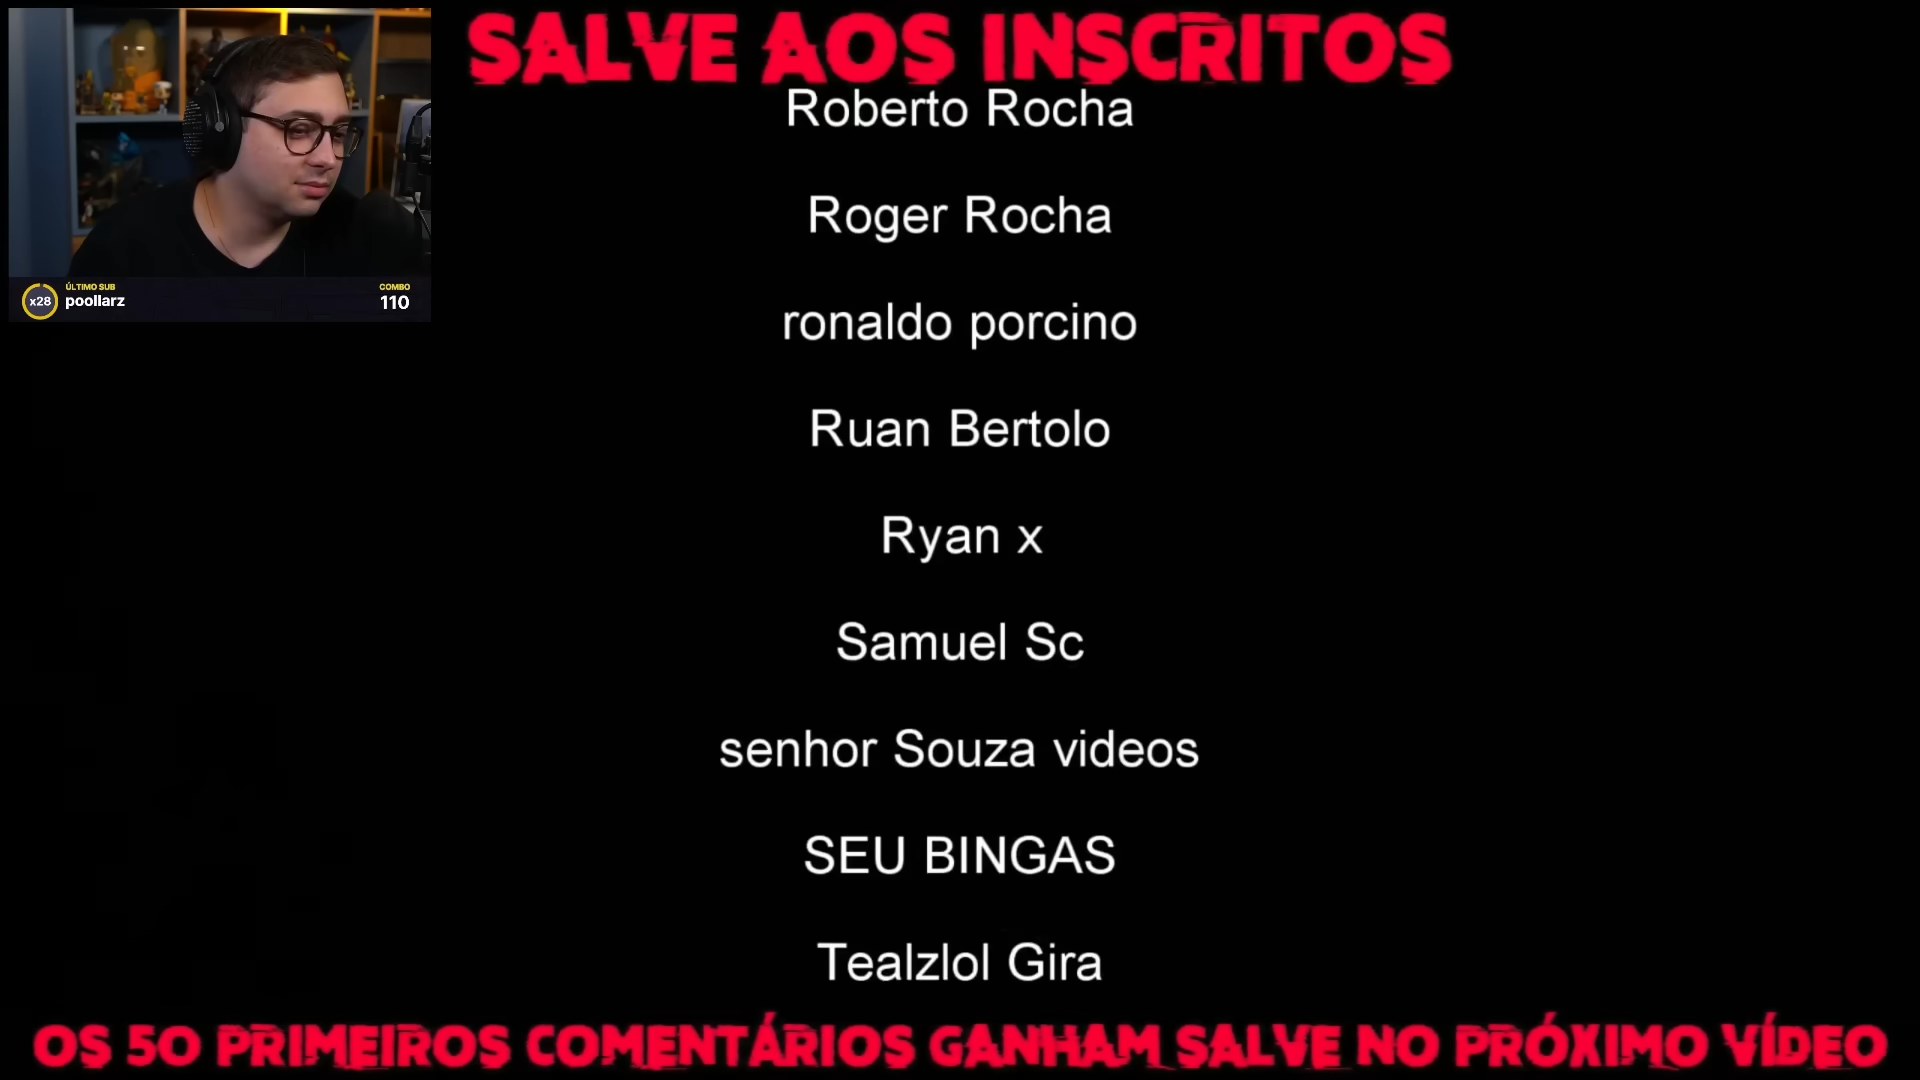 SALVE AOS INSCRITOS
Roberto Rocha
Roger Rocha
ronaldo porcino
Ruan Bertolo
Ryan x
Samuel Sc
senhor Souza videos
SEU BINGAS
Tealzlol Gira
OS 50 PRIMEIROS COMENTÁRIOS GANHAM SALVE NO PRÓXIMO VÍDEO
x28
ÚLTIMO SUB
poollarz
COMBO
110